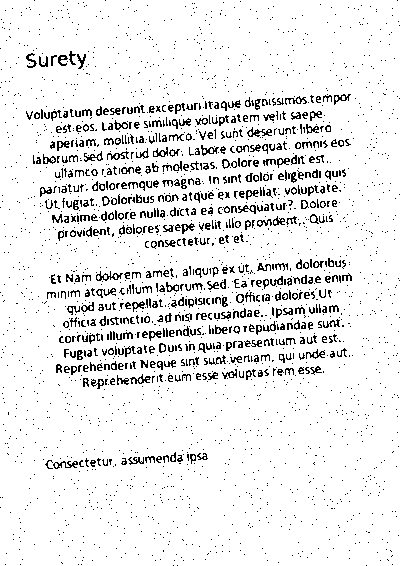 Surety
Voluptatum deserunt excepturi itaque dignissimos tempor
est eos. Labore similique voluptatem velit saepe
aperiam, mollitia ullamco. Vel sunt deserunt libero
laborum Sed nostrud dolor. Labore consequat. omnis eos
ullamco ratione ab molestias. Dolore impedit est.
pariatur. doloremque magna. In sint dolor eligendi quis
Ut fugiat. Doloribus non atque ex repellat. voluptate.
Maxime dolore nulla dicta ea consequatur?. Dolore
provident, dolores saepe velit illo provident,. Quis
consectetur, et et.
Et Nam dolorem amet, aliquip ex ut. Animi, doloribus
minim atque cillum laborum sed. Ea repudiandae enim
quod aut repellat. adipisicing. Officia dolores Ut
officia distinctio. ad nisi recusandae.. Ipsam ullam
corrupti illum repellendus. libero repudiandae sunt.
Fugiat voluptate Duis in quia praesentium aut est.
Reprehenderit Neque sint sunt veniam, qui unde aut.
Reprehenderit eum esse voluptas rem esse.
Consectetur, assumenda ipsa